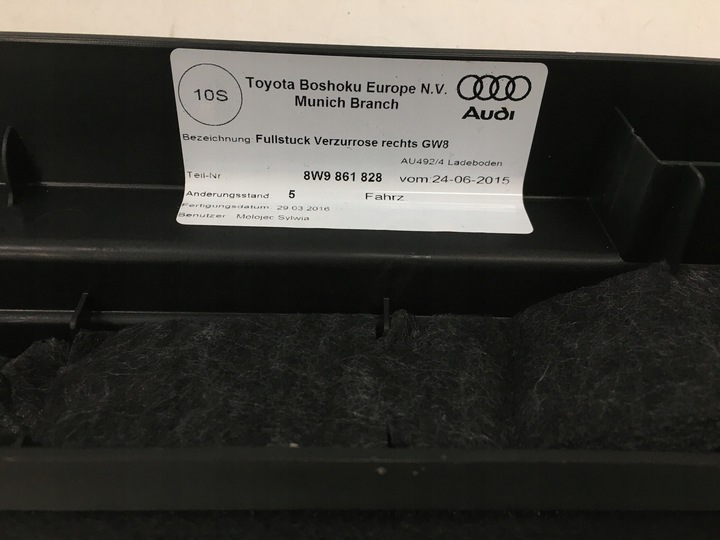 10S
Toyota Boshoku Europe N.V.
Munich Branch
Audi
Bezeichnung: Fullstuck Verzurrose rechts GW8
AU492/4 Ladeboden
Teil-Nr 8W9 861 828 vom:24-06-2015
Anderungsstand 5 Fahrz
Fertigungsdatum 29.03.2016
Benutzer Molojec Sylwia